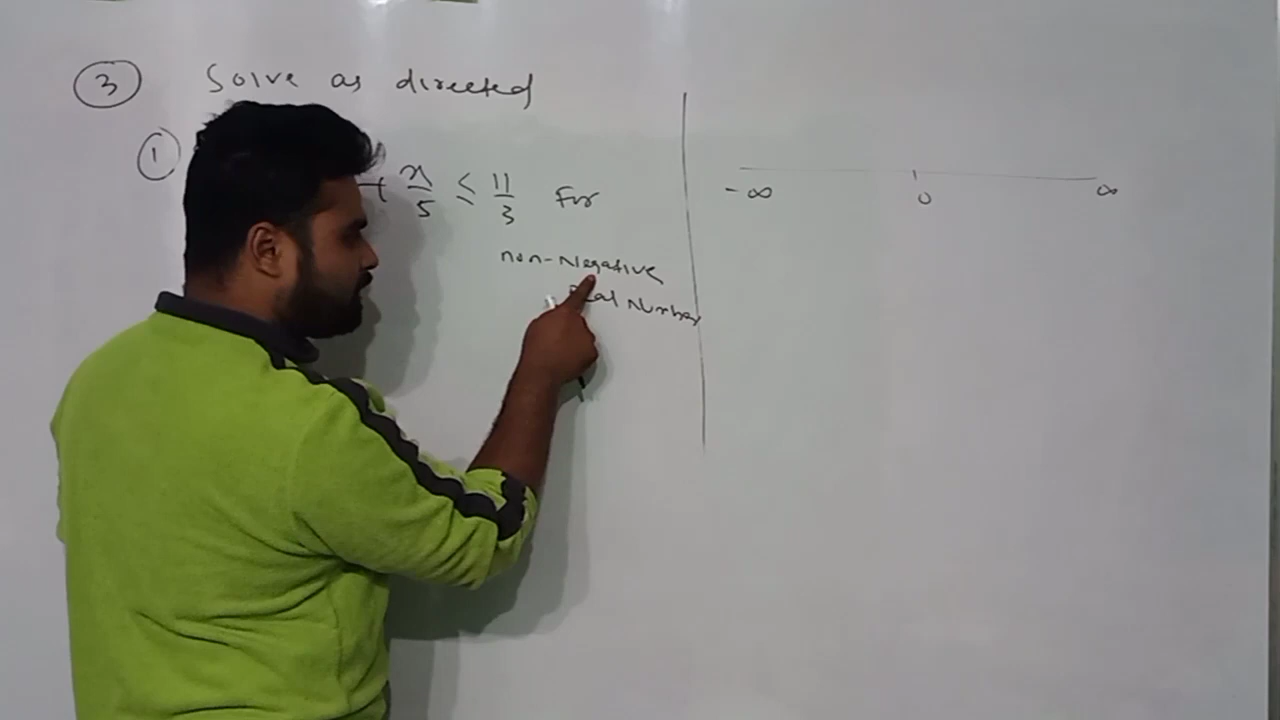 ③ Solve as directed
① + x/5 ≤ 11/3 for
non-Negative
Real Number
-∞ 0 ∞